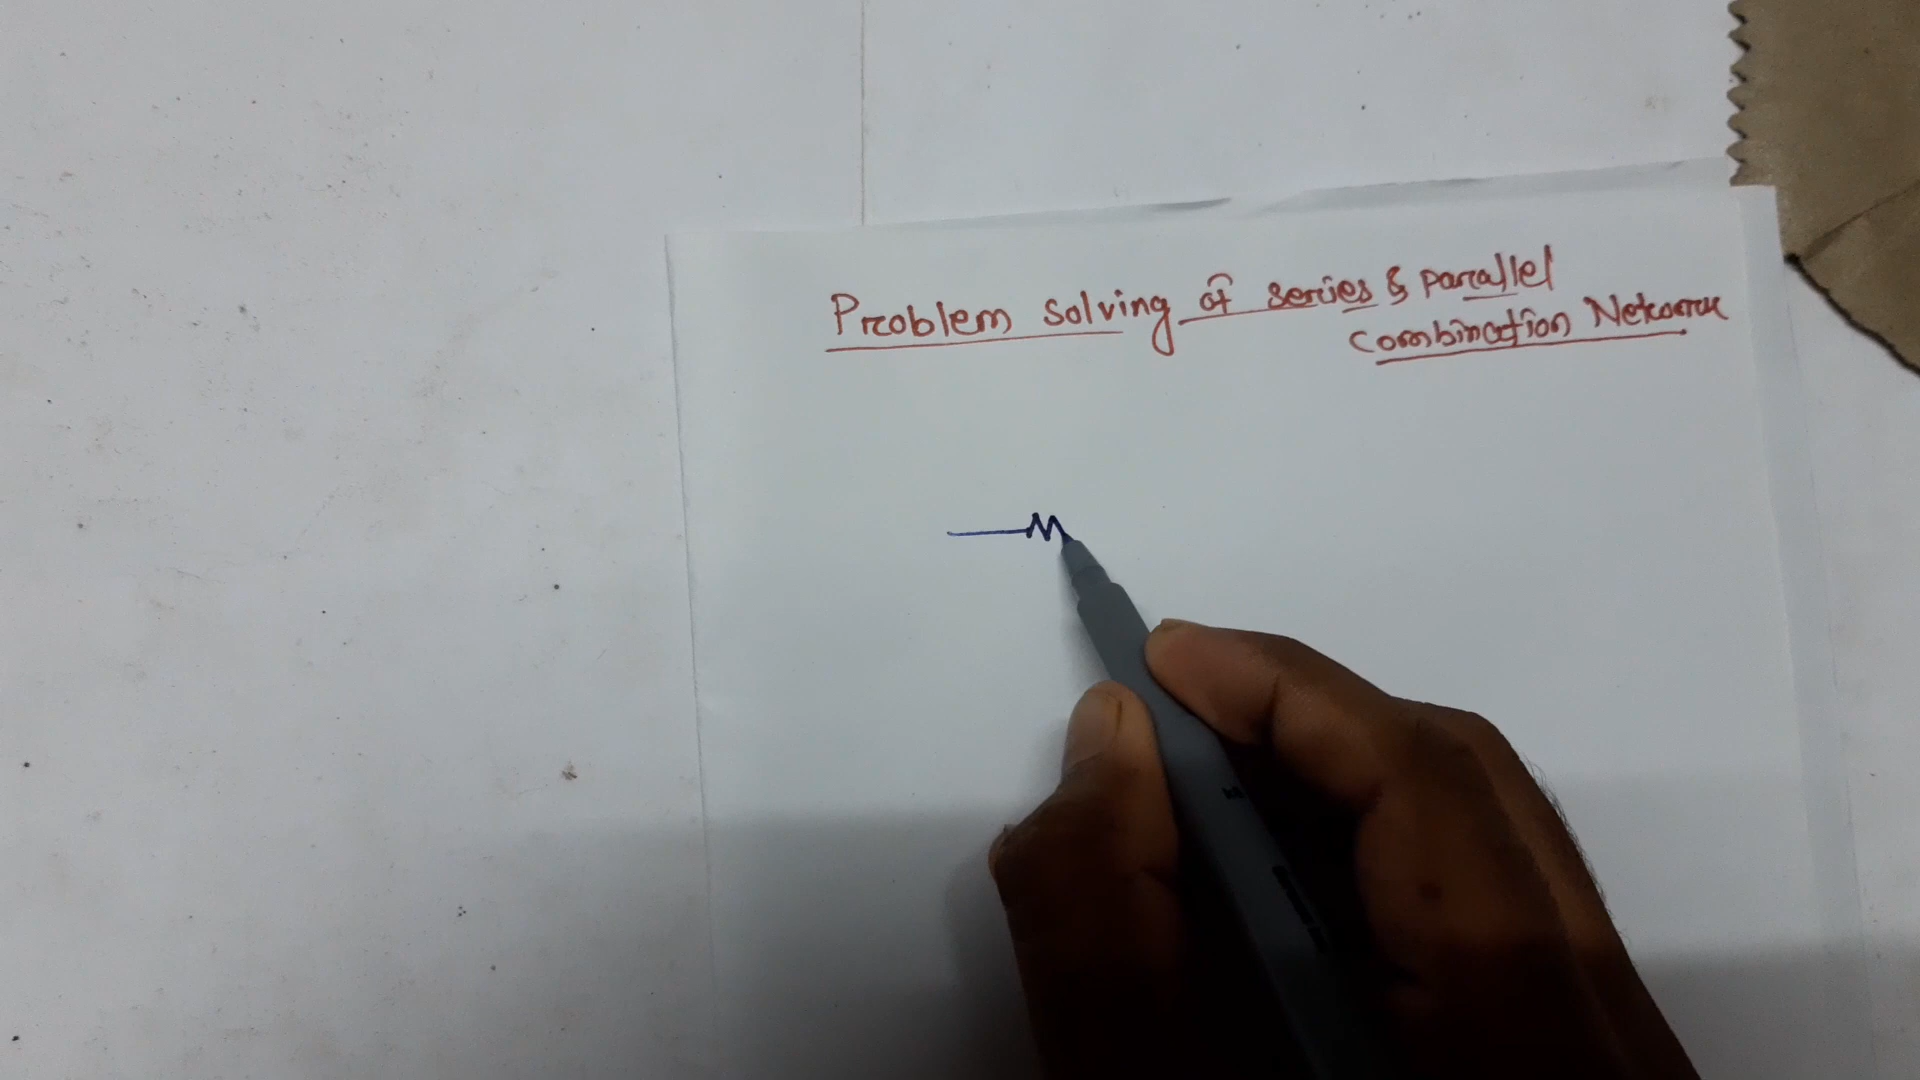 Problem solving of series & parallel
combination Network